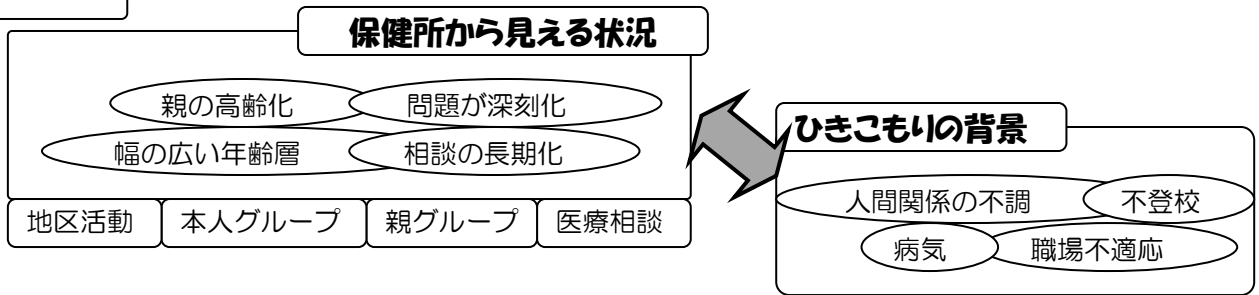 保健所から見える状況
親の高齢化 問題が深刻化
幅の広い年齢層 相談の長期化
地区活動 本人グループ 親グループ 医療相談
ひきこもりの背景
人間関係の不調 不登校
病気 職場不適応